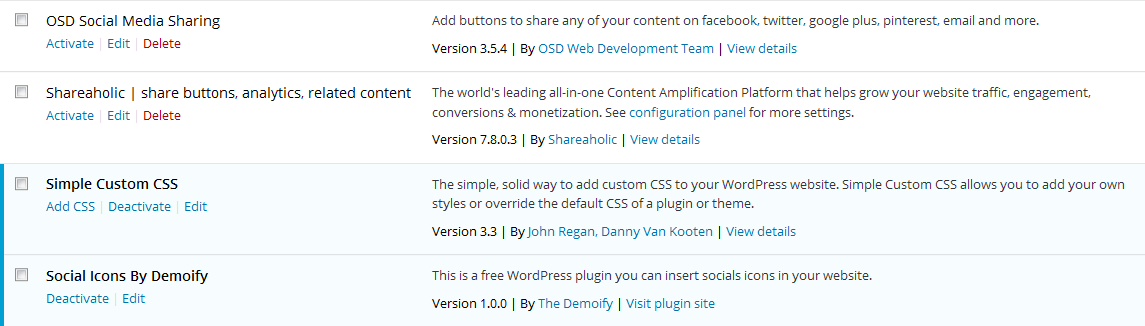 OSD Social Media Sharing
Add buttons to share any of your content on facebook, twitter, google plus, pinterest, email and more.
Activate | Edit | Delete
Version 3.5.4 | By OSD Web Development Team | View details
Shareaholic | share buttons, analytics, related content
The world's leading all-in-one Content Amplification Platform that helps grow your website traffic, engagement,
conversions & monetization. See configuration panel for more settings.
Activate | Edit | Delete
Version 7.8.0.3 | By Shareaholic | View details
Simple Custom CSS
The simple, solid way to add custom CSS to your WordPress website. Simple Custom CSS allows you to add your own
styles or override the default CSS of a plugin or theme.
Add CSS | Deactivate | Edit
Version 3.3 | By John Regan, Danny Van Kooten | View details
Social Icons By Demoify
This is a free WordPress plugin you can insert socials icons in your website.
Deactivate | Edit
Version 1.0.0 | By The Demoify | Visit plugin site